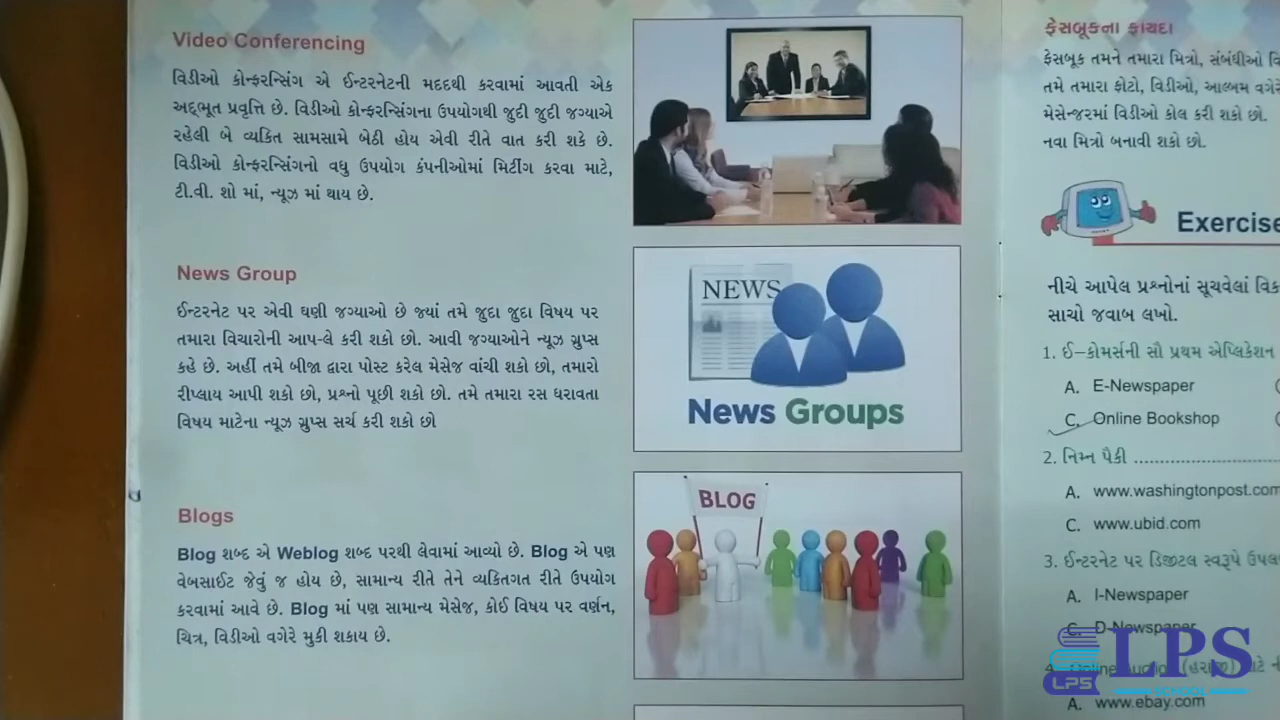 Video Conferencing
વિડીઓ કોન્ફરન્સિંગ એ ઈન્ટરનેટની મદદથી કરવામાં આવતી એક
અદ્ભૂત પ્રવૃત્તિ છે. વિડીઓ કોન્ફરન્સિંગના ઉપયોગથી જુદી જુદી જગ્યાએ
રહેલી બે વ્યકિત સામસામે બેઠી હોય એવી રીતે વાત કરી શકે છે.
વિડીઓ કોન્ફરન્સિંગનો વધુ ઉપયોગ કંપનીઓમાં મિટીંગ કરવા માટે,
ટી.વી. શો માં, ન્યૂઝ માં થાય છે.
News Group
ઈન્ટરનેટ પર એવી ઘણી જગ્યાઓ છે જ્યાં તમે જુદા જુદા વિષય પર
તમારા વિચારોની આપ-લે કરી શકો છો. આવી જગ્યાઓને ન્યૂઝ ગ્રુપ્સ
કહે છે. અહીં તમે બીજા દ્વારા પોસ્ટ કરેલ મેસેજ વાંચી શકો છો, તમારો
રીપ્લાય આપી શકો છો, પ્રશ્નો પૂછી શકો છો. તમે તમારા રસ ધરાવતા
વિષય માટેના ન્યૂઝ ગ્રુપ્સ સર્ચ કરી શકો છો
NEWS
News Groups
Blogs
Blog શબ્દ એ Weblog શબ્દ પરથી લેવામાં આવ્યો છે. Blog એ પણ
વેબસાઈટ જેવું જ હોય છે, સામાન્ય રીતે તેને વ્યકિતગત રીતે ઉપયોગ
કરવામાં આવે છે. Blog માં પણ સામાન્ય મેસેજ, કોઈ વિષય પર વર્ણન,
ચિત્ર, વિડીઓ વગેરે મુકી શકાય છે.
BLOG
ફેસબૂકના ફાયદા
ફેસબૂક તમને તમારા મિત્રો, સંબંધીઓ
તમે તમારા ફોટો, વિડીઓ, આલ્બમ વગેરે
મેસેન્જરમાં વિડીઓ કોલ કરી શકો છો.
નવા મિત્રો બનાવી શકો છો.
Exercise
નીચે આપેલ પ્રશ્નોનાં સૂચવેલાં
સાચો જવાબ લખો.
1. ઈ-કોમર્સની સૌ પ્રથમ એપ્લિકેશન
A. E-Newspaper
C. Online Bookshop
2. નિમ્ન પૈકી ........................
A. www.washingtonpost.com
C. www.ubid.com
3. ઈન્ટરનેટ પર ડિજીટલ સ્વરૂપે
A. I-Newspaper
C. D-Newspaper
4. Online Auction (હરાજી) માટે
A. www.ebay.com
LPS
LPS
SCHOOL